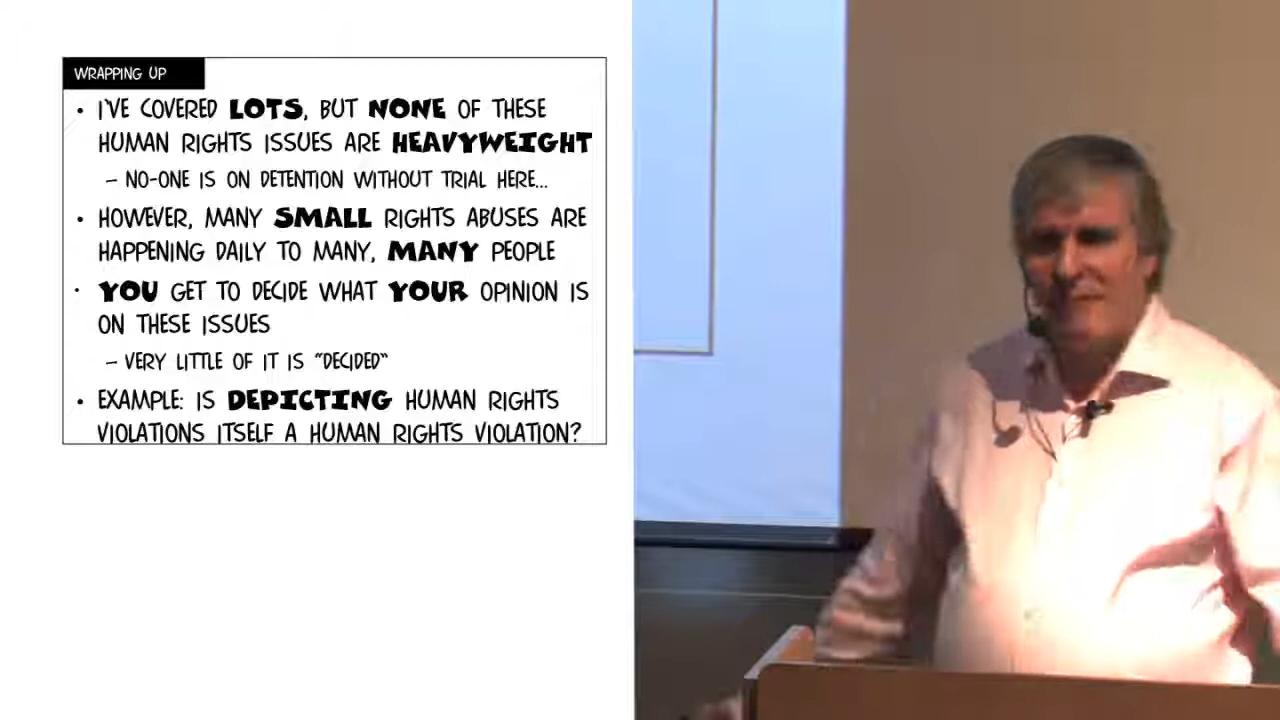 WRAPPING UP
• I'VE COVERED LOTS, BUT NONE OF THESE
HUMAN RIGHTS ISSUES ARE HEAVYWEIGHT
– NO-ONE IS ON DETENTION WITHOUT TRIAL HERE...
• HOWEVER, MANY SMALL RIGHTS ABUSES ARE
HAPPENING DAILY TO MANY, MANY PEOPLE
• YOU GET TO DECIDE WHAT YOUR OPINION IS
ON THESE ISSUES
– VERY LITTLE OF IT IS "DECIDED"
• EXAMPLE: IS DEPICTING HUMAN RIGHTS
VIOLATIONS ITSELF A HUMAN RIGHTS VIOLATION?